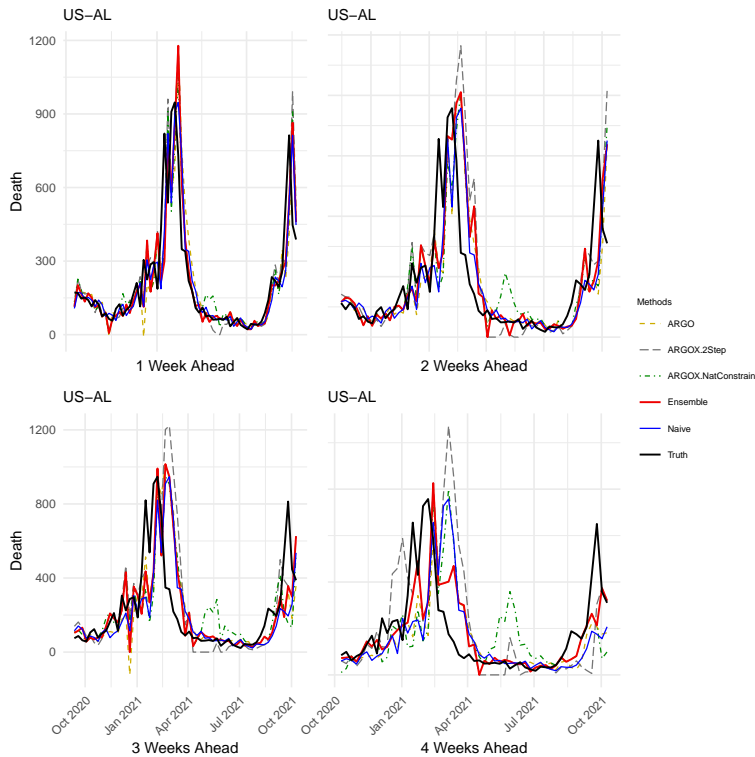 US-AL
US-AL
1200
900
600
300
0
Death
1 Week Ahead
2 Weeks Ahead
Methods
ARGO
ARGOX.2Step
ARGOX.NatConstrain
Ensemble
Naive
Truth
US-AL
US-AL
1200
800
400
0
Death
Oct 2020
Jan 2021
Apr 2021
Jul 2021
Oct 2021
Oct 2020
Jan 2021
Apr 2021
Jul 2021
Oct 2021
3 Weeks Ahead
4 Weeks Ahead